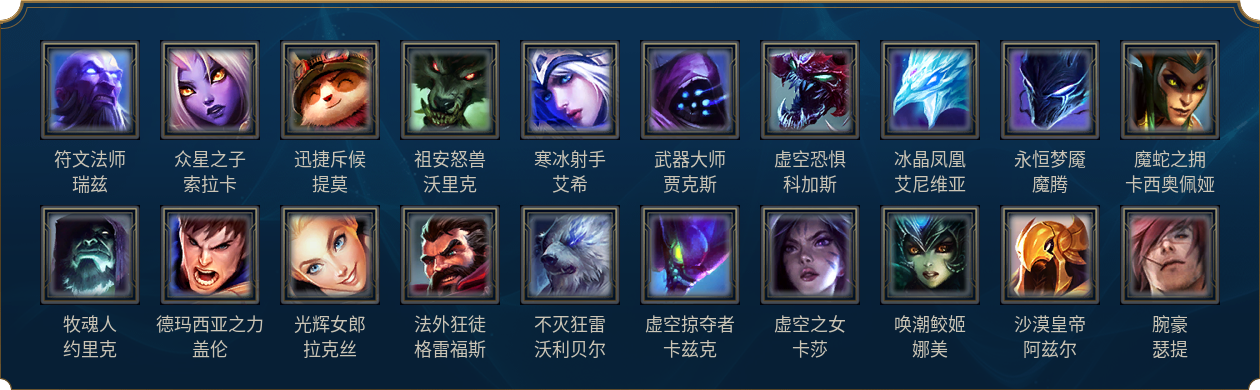 符文法师 众星之子 迅捷斥候 祖安怒兽 寒冰射手 武器大师 虚空恐惧 冰晶凤凰 永恒梦魇 魔蛇之拥
瑞兹 索拉卡 提莫 沃里克 艾希 贾克斯 科加斯 艾尼维亚 魔腾 卡西奥佩娅
牧魂人 德玛西亚之力 光辉女郎 法外狂徒 不灭狂雷 虚空掠夺者 虚空之女 唤潮鲛姬 沙漠皇帝 腕豪
约里克 盖伦 拉克丝 格雷福斯 沃利贝尔 卡兹克 卡莎 娜美 阿兹尔 瑟提